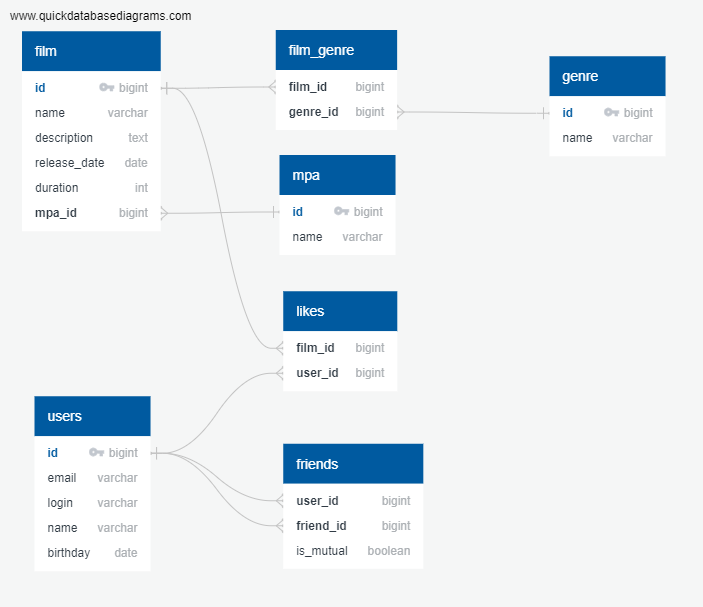 www.quickdatabasediagrams.com
film
id bigint
name varchar
description text
release_date date
duration int
mpa_id bigint
film_genre
film_id bigint
genre_id bigint
genre
id bigint
name varchar
mpa
id bigint
name varchar
likes
film_id bigint
user_id bigint
users
id bigint
email varchar
login varchar
name varchar
birthday date
friends
user_id bigint
friend_id bigint
is_mutual boolean